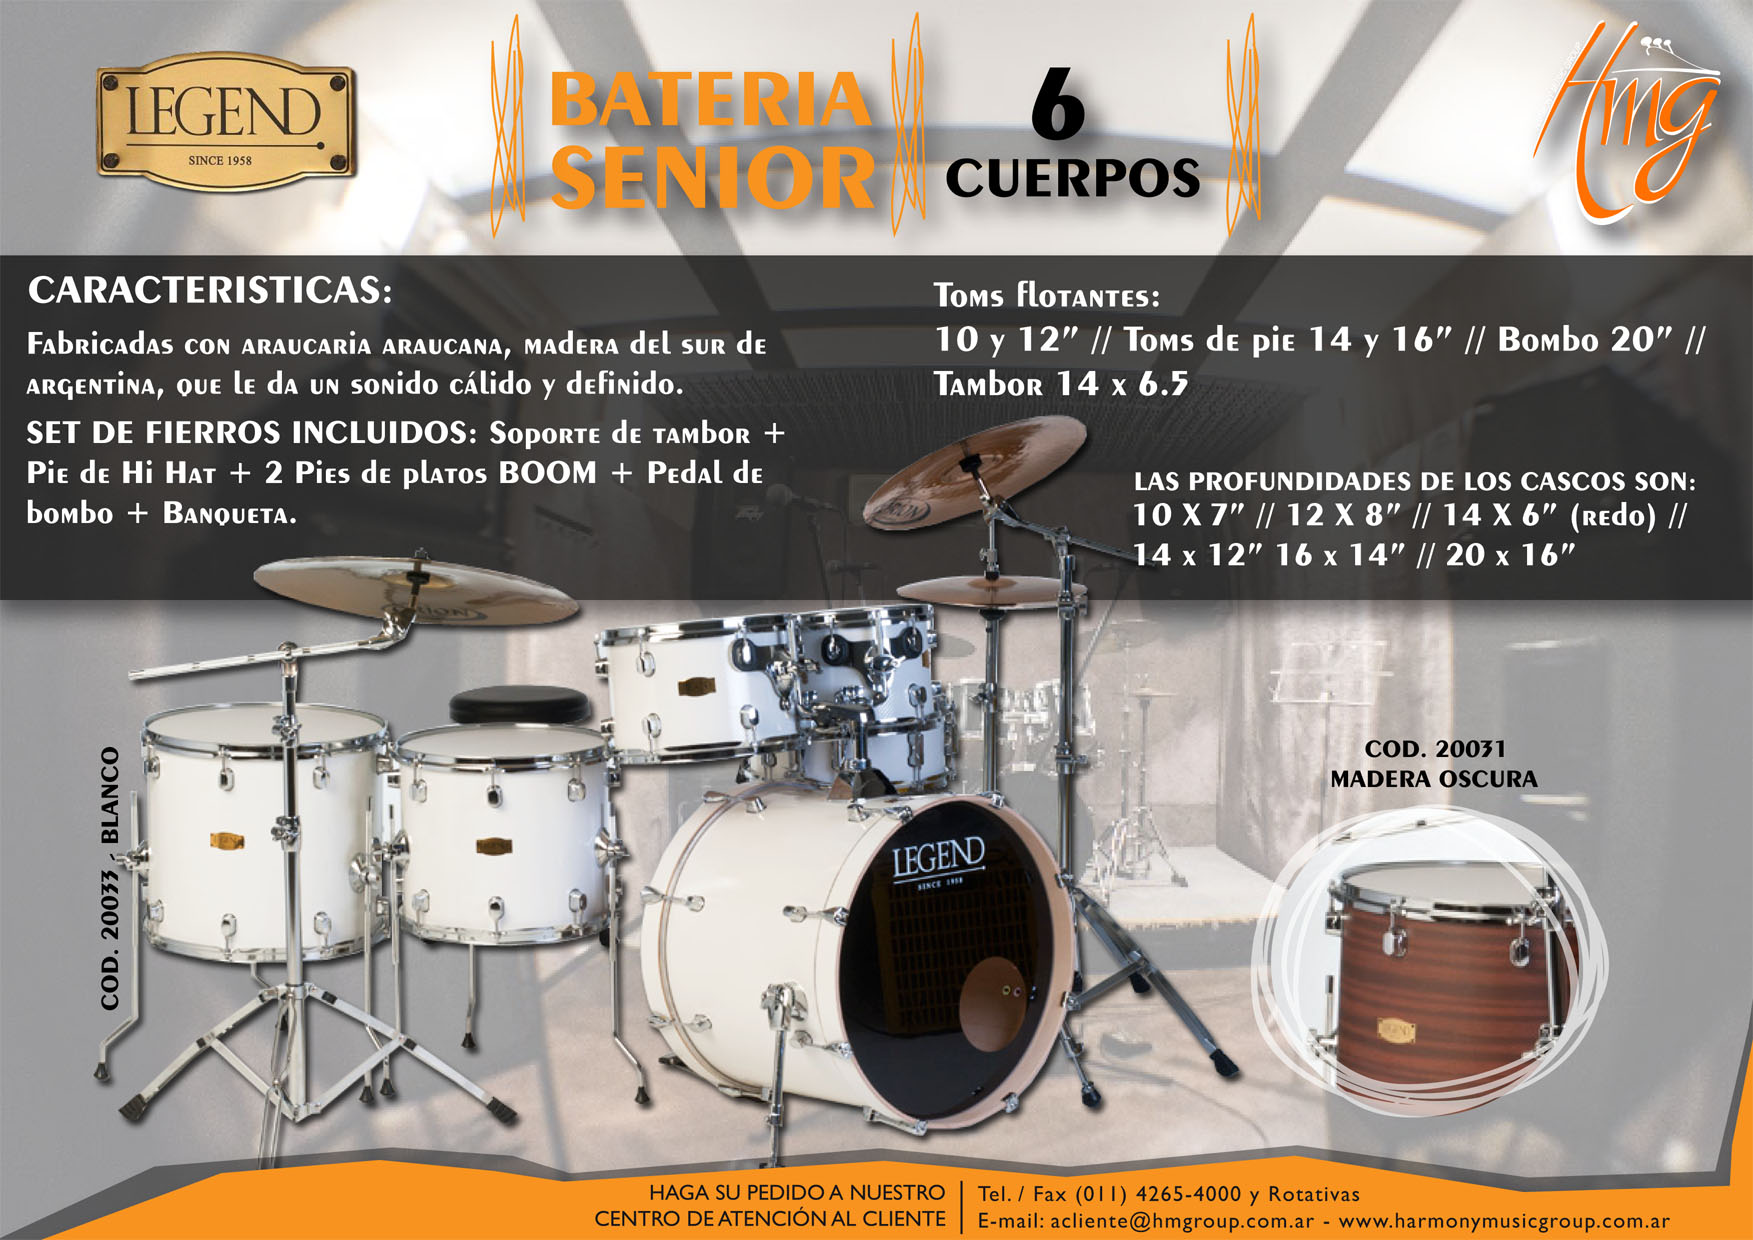 LEGEND
SINCE 1958
BATERIA
SENIOR
6
CUERPOS
Hmg
CARACTERISTICAS:
Fabricadas con araucaria araucana, madera del sur de
argentina, que le da un sonido cálido y definido.
SET DE FIERROS INCLUIDOS: Soporte de tambor +
Pie de Hi Hat + 2 Pies de platos BOOM + Pedal de
bombo + Banqueta.
Toms flotantes:
10 y 12" // Toms de pie 14 y 16" // Bombo 20" //
Tambor 14 x 6.5
LAS PROFUNDIDADES DE LOS CASCOS SON:
10 X 7" // 12 X 8" // 14 X 6" (redo) //
14 x 12" 16 x 14" // 20 x 16"
COD. 20033 - BLANCO
LEGEND
SINCE 1958
COD. 20031
MADERA OSCURA
LEGEND
HAGA SU PEDIDO A NUESTRO
CENTRO DE ATENCIÓN AL CLIENTE
Tel. / Fax (011) 4265-4000 y Rotativas
E-mail: acliente@hmgroup.com.ar - www.harmonymusicgroup.com.ar